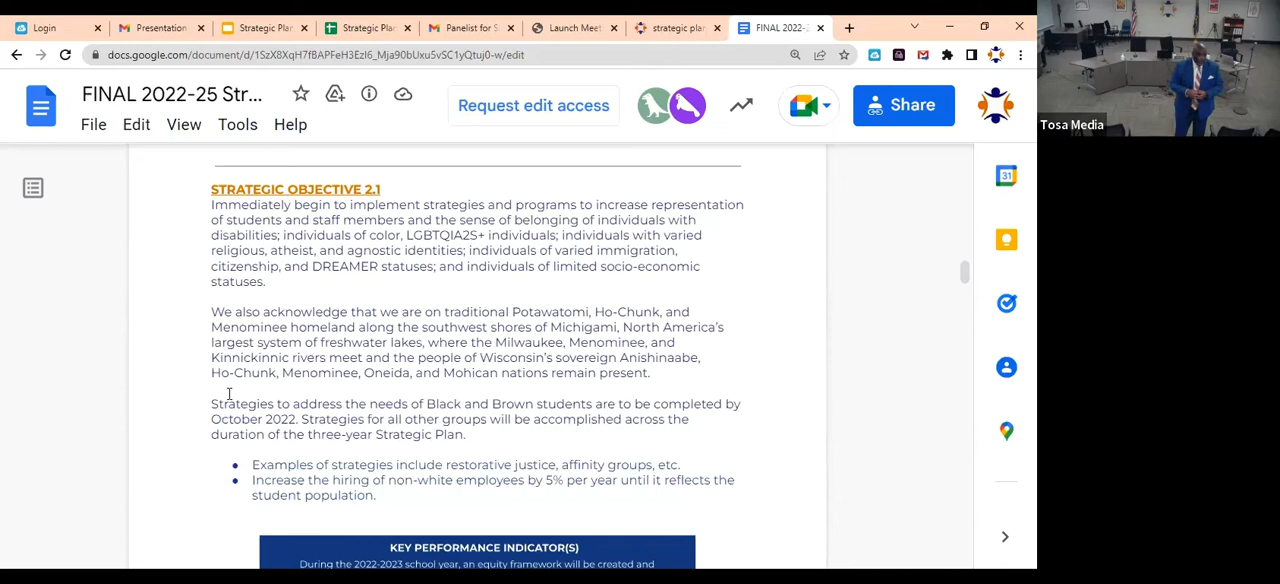 Login
Presentation
Strategic Pla
Strategic Pla
Panelist for S
Launch Meet
strategic plan
FINAL 2022-2
docs.google.com/document/d/1SzX8XqH7fBAPFeH3EzI6_Mja90bUxu5vSC1yQtuj0-w/edit
Tosa Media
FINAL 2022-25 Str...
Request edit access
Share
File Edit View Tools Help
31
STRATEGIC OBJECTIVE 2.1
Immediately begin to implement strategies and programs to increase representation
of students and staff members and the sense of belonging of individuals with
disabilities; individuals of color, LGBTQIA2S+ individuals; individuals with varied
religious, atheist, and agnostic identities; individuals of varied immigration,
citizenship, and DREAMER statuses; and individuals of limited socio-economic
statuses.
We also acknowledge that we are on traditional Potawatomi, Ho-Chunk, and
Menominee homeland along the southwest shores of Michigami, North America's
largest system of freshwater lakes, where the Milwaukee, Menominee, and
Kinnickinnic rivers meet and the people of Wisconsin's sovereign Anishinaabe,
Ho-Chunk, Menominee, Oneida, and Mohican nations remain present.
Strategies to address the needs of Black and Brown students are to be completed by
October 2022. Strategies for all other groups will be accomplished across the
duration of the three-year Strategic Plan.
• Examples of strategies include restorative justice, affinity groups, etc.
• Increase the hiring of non-white employees by 5% per year until it reflects the
student population.
KEY PERFORMANCE INDICATOR(S)
During the 2022-2023 school year, an equity framework will be created and